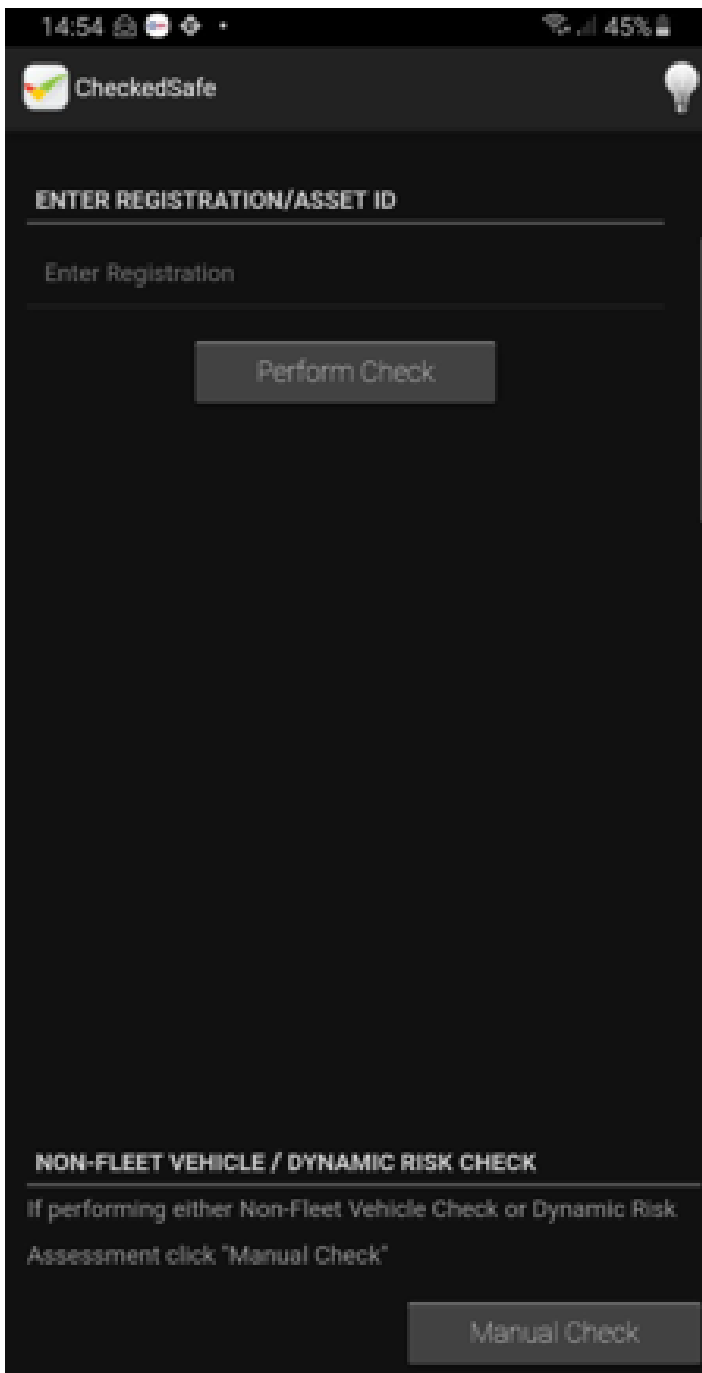 14:54
45%
CheckedSafe
ENTER REGISTRATION/ASSET ID
Enter Registration
Perform Check
NON-FLEET VEHICLE / DYNAMIC RISK CHECK
If performing either Non-Fleet Vehicle Check or Dynamic Risk
Assessment click "Manual Check"
Manual Check